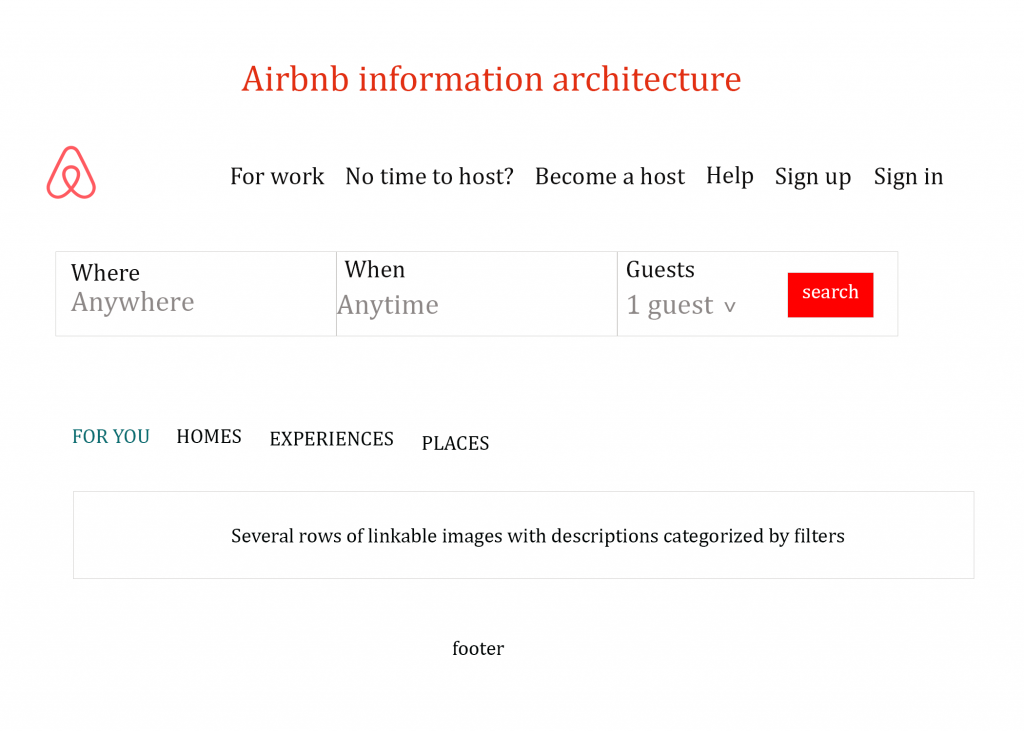 Airbnb information architecture
For work No time to host? Become a host Help Sign up Sign in
Where When Guests
Anywhere Anytime 1 guest v search
FOR YOU HOMES EXPERIENCES PLACES
Several rows of linkable images with descriptions categorized by filters
footer